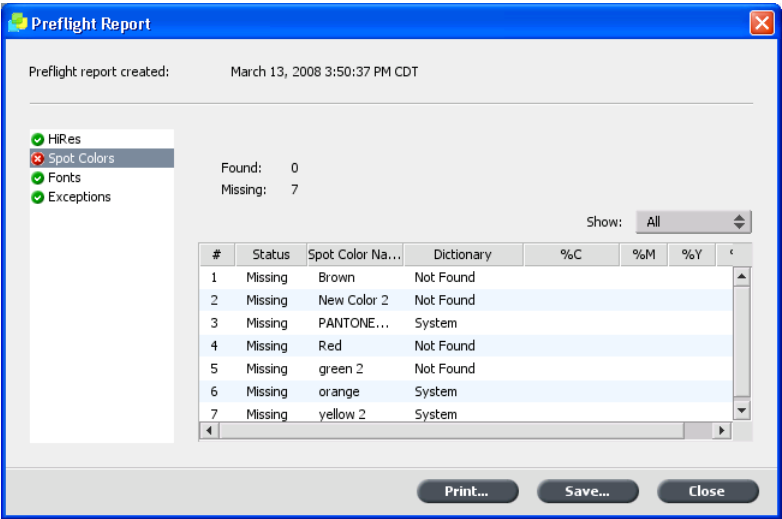 Preflight Report
Preflight report created: March 13, 2008 3:50:37 PM CDT
HiRes
Spot Colors
Fonts
Exceptions
Found: 0
Missing: 7
Show: All
# Status Spot Color Na... Dictionary %C %M %Y
1 Missing Brown Not Found
2 Missing New Color 2 Not Found
3 Missing PANTONE... System
4 Missing Red Not Found
5 Missing green 2 Not Found
6 Missing orange System
7 Missing yellow 2 System
Print... Save... Close